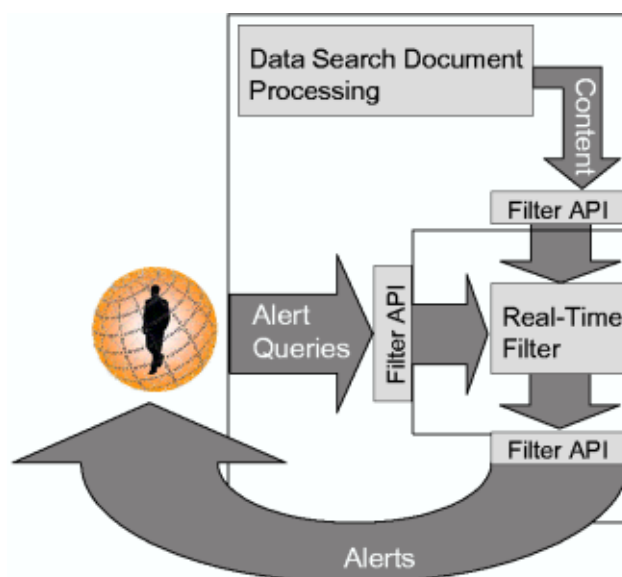 Data Search Document
Processing
Content
Filter API
Alert
Queries
Filter API
Real-Time
Filter
Filter API
Alerts